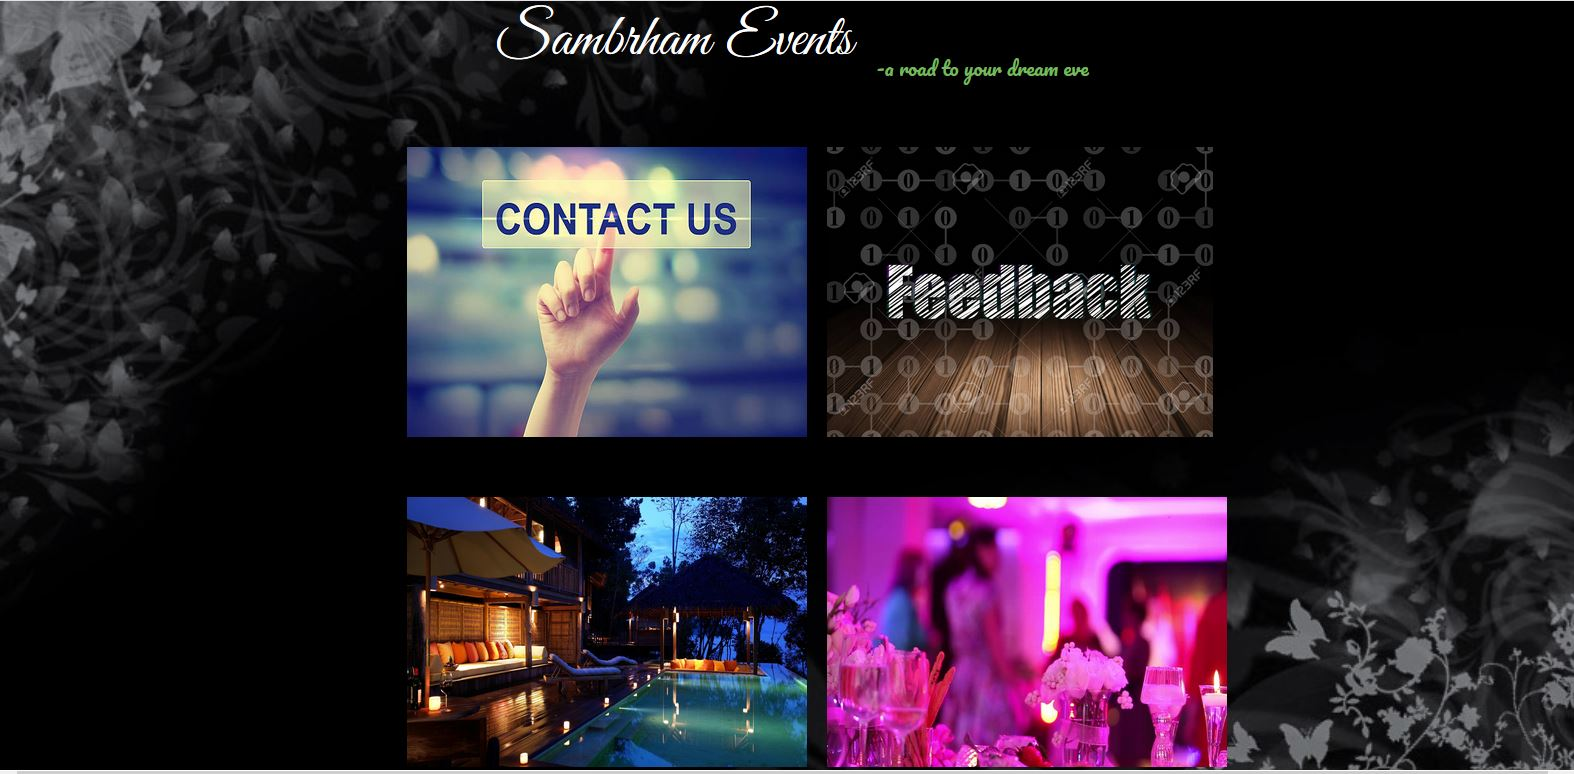 Sambrham Events
-a road to your dream eve
CONTACT US
Feedback